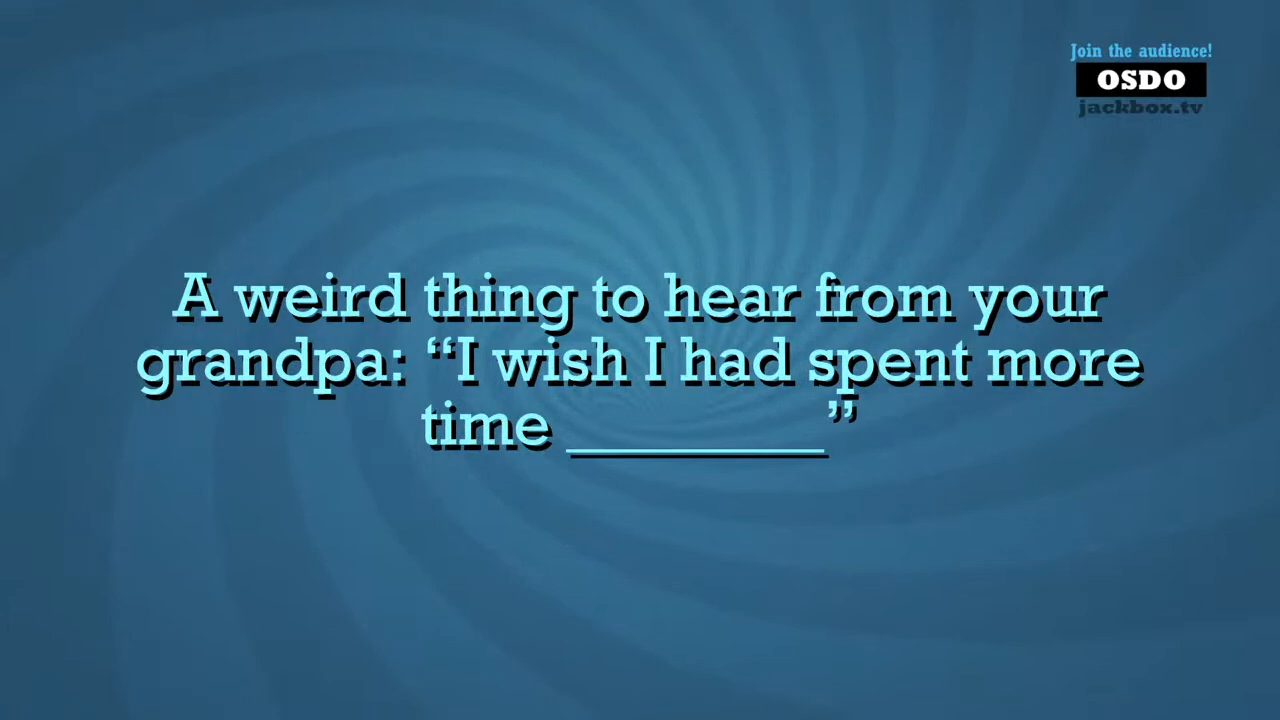 Join the audience!
OSDO
jackbox.tv
A weird thing to hear from your
grandpa: “I wish I had spent more
time ________”